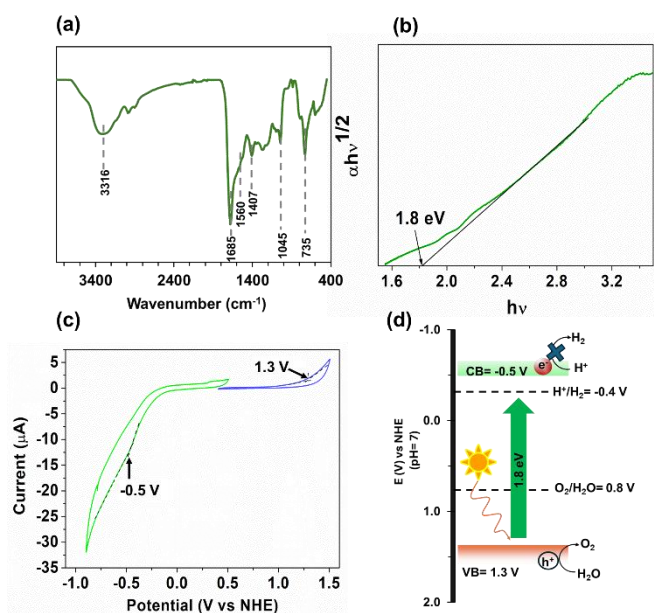 (a)
3316
1685
1560
1407
1045
735
3400
2400
1400
400
Wavenumber (cm⁻¹)
(b)
αhν1/2
1.8 eV
1.6
2.0
2.4
2.8
3.2
hν
(c)
5
0
-5
-10
-15
-20
-25
-30
-35
Current (μA)
1.3 V
-0.5 V
-1.0
-0.5
0.0
0.5
1.0
1.5
Potential (V vs NHE)
(d)
-1.0
0.0
1.0
2.0
E (V) vs NHE
(pH= 7)
H₂
e⁻
CB= -0.5 V
H⁺
H⁺/H₂= -0.4 V
1.8 eV
O₂/H₂O= 0.8 V
O₂
h⁺
VB= 1.3 V
H₂O